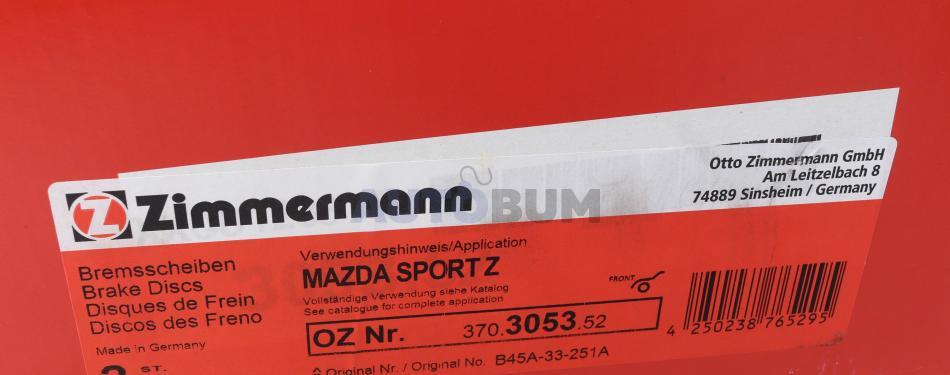 Zimmermann
Otto Zimmermann GmbH
Am Leitzelbach 8
74889 Sinsheim / Germany
AUTOBUM
Bremsscheiben
Brake Discs
Disques de Frein
Discos des Freno
Made in Germany
ST.
Verwendungshinweis/Application
MAZDA SPORT Z
Vollständige Verwendung siehe Katalog
See catalogue for complete application
FRONT
OZ Nr. 370.3053.52
Original Nr. / Original No. B45A-33-251A
4 250238 765295